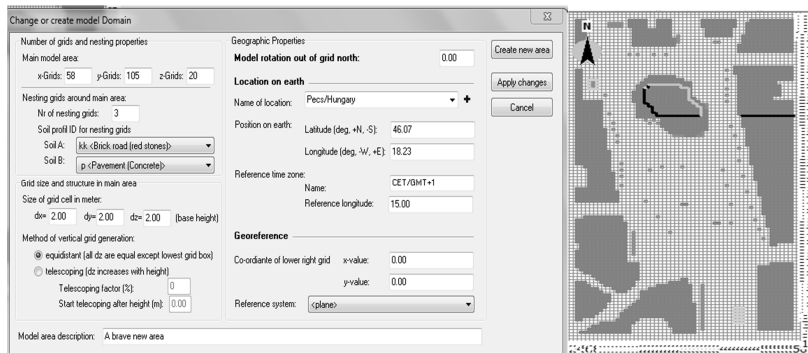 Change or create model Domain
Number of grids and nesting properties
Main model area:
x-Grids: 58 y-Grids: 105 z-Grids: 20
Nesting grids around main area:
Nr of nesting grids: 3
Soil profil ID for nesting grids
Soil A: kk <Brick road (red stones)>
Soil B: p <Pavement (Concrete)>
Grid size and structure in main area
Size of grid cell in meter:
dx= 2.00 dy= 2.00 dz= 2.00 (base height)
Method of vertical grid generation:
equidistant (all dz are equal except lowest grid box)
telescoping (dz increases with height)
Telescoping factor (%): 0
Start telecoping after height (m): 0.00
Model area description: A brave new area
Geographic Properties
Model rotation out of grid north: 0.00
Location on earth
Name of location: Pecs/Hungary
Position on earth: Latitude (deg, +N, -S): 46.07
Longitude (deg, -W, +E): 18.23
Reference time zone:
Name: CET/GMT+1
Reference longitude: 15.00
Georeference
Co-ordiante of lower right grid x-value: 0.00
y-value: 0.00
Reference system: <plane>
Create new area
Apply changes
Cancel
N